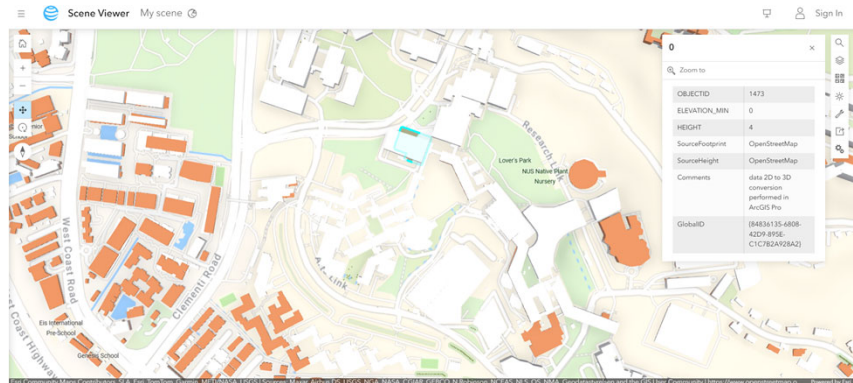 Scene Viewer My scene
Sign In
0
Zoom to
OBJECTID 1473
ELEVATION_MIN 0
HEIGHT 4
SourceFootprint OpenStreetMap
SourceHeight OpenStreetMap
Comments data 2D to 3D
conversion
performed in
ArcGIS Pro
GlobalID {84836135-6808-
42D9-895E-
C1C7B2A928A2}
Research Link
Lover's Park
NUS Native Plant
Nursery
West Coast Road
Clementi Road
A.I. Link
Coast Highway
Eis International
Pre-School
Genesis School